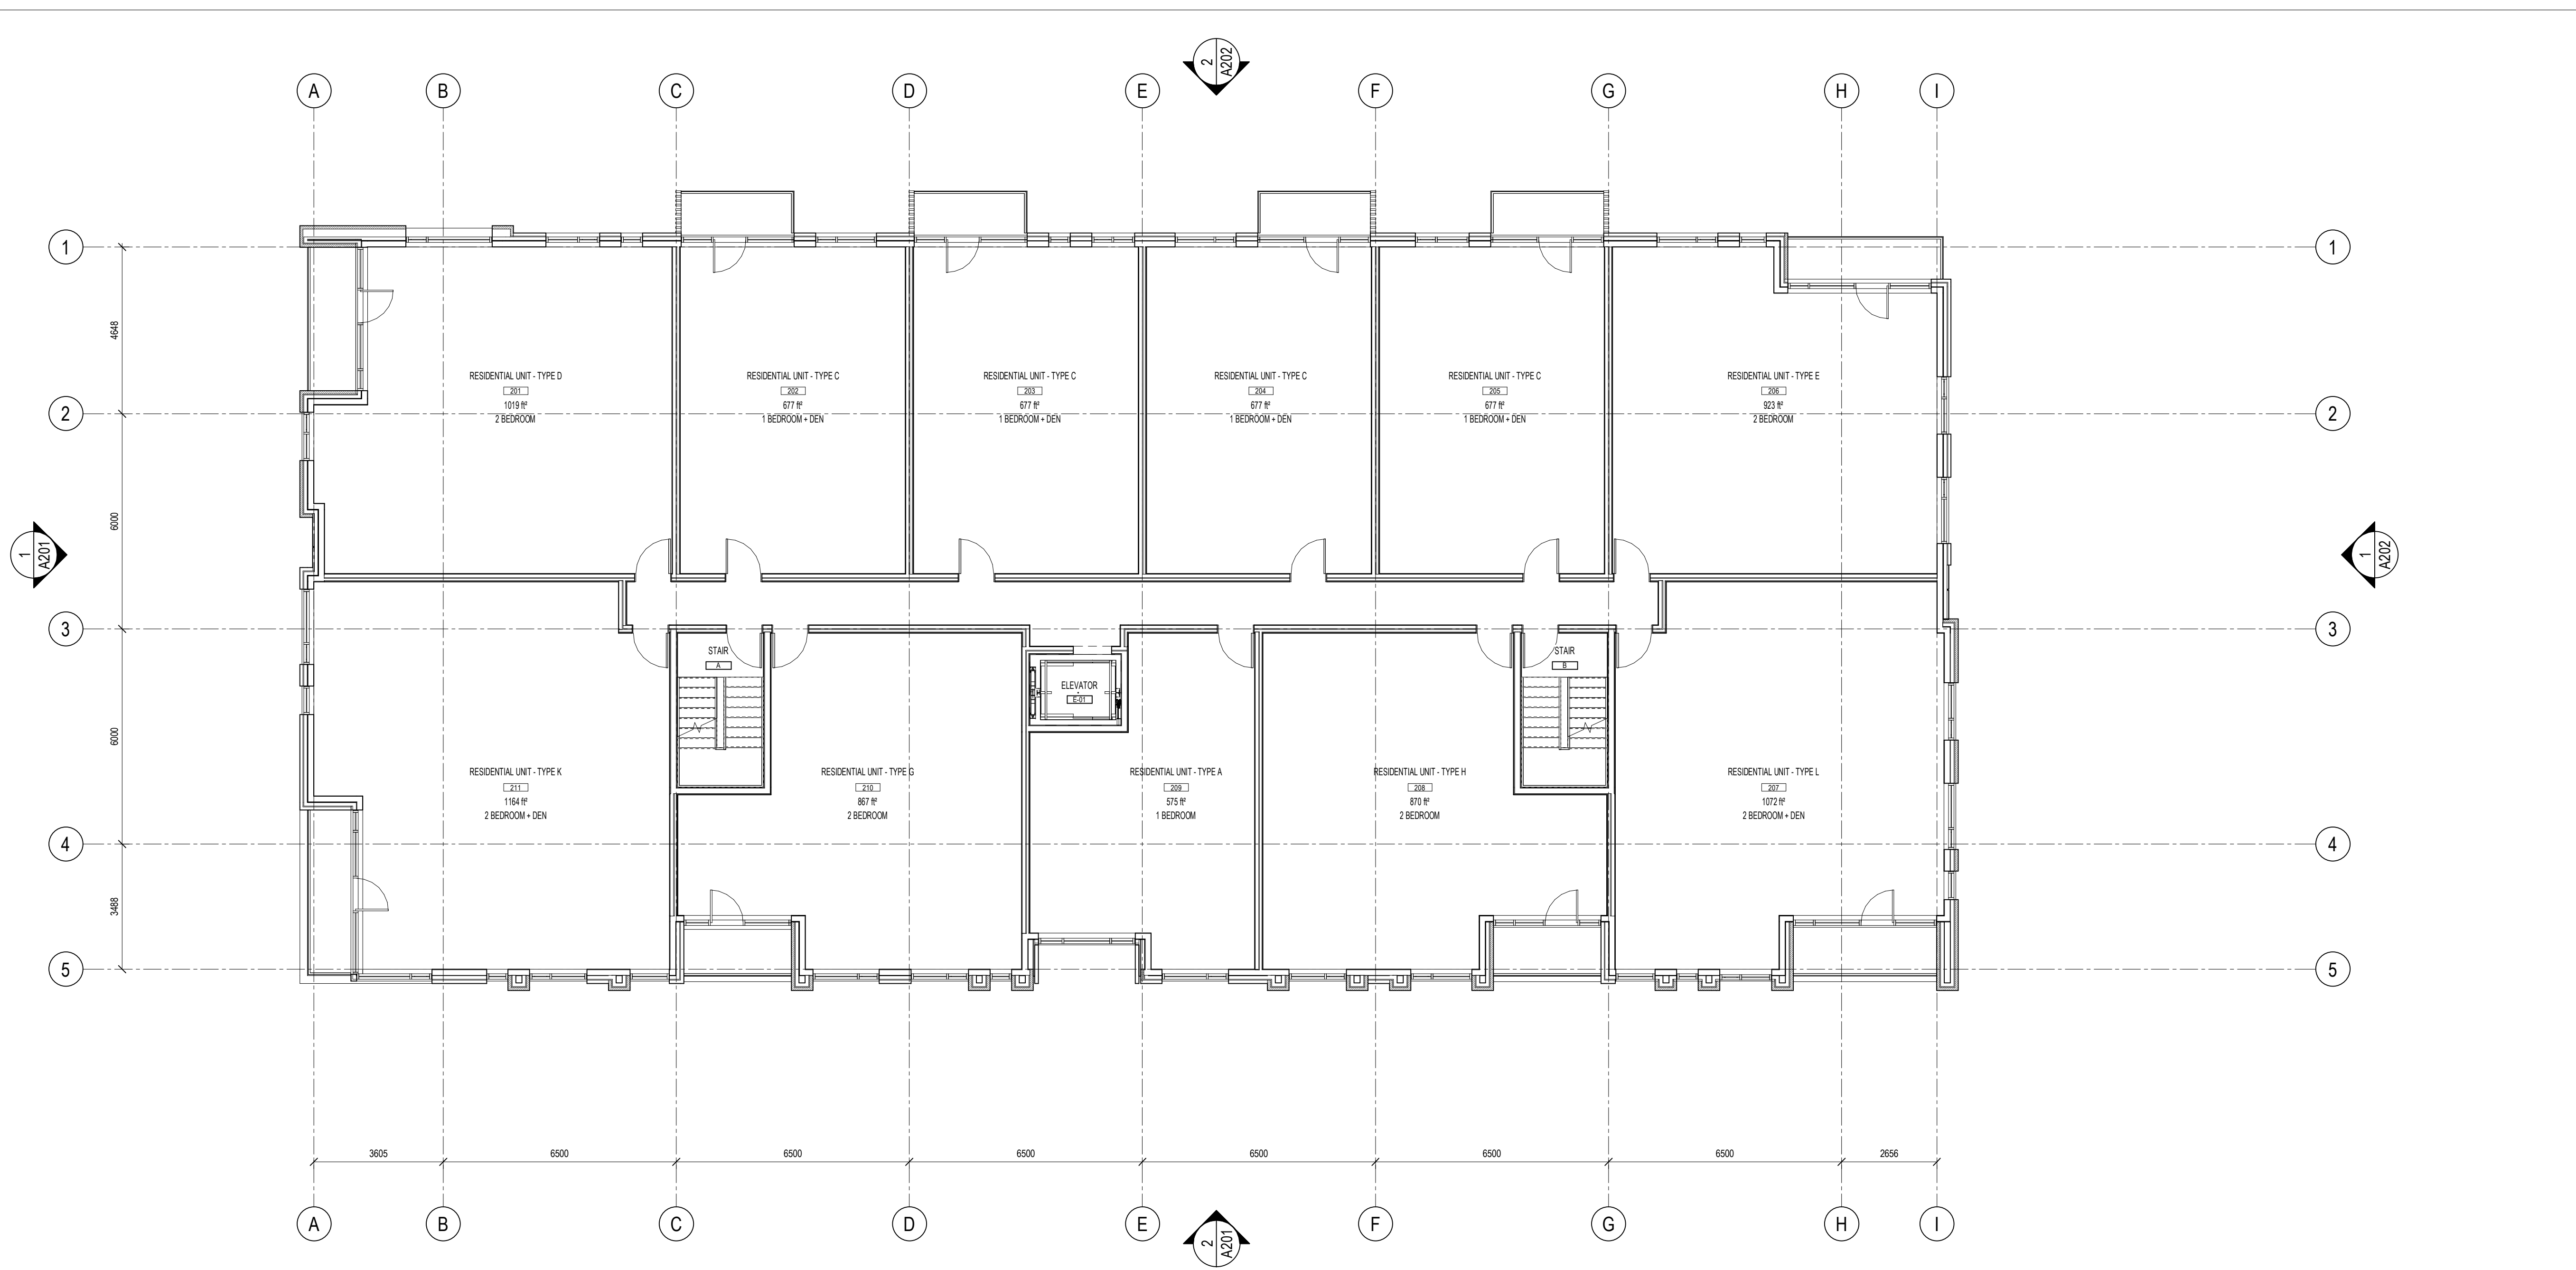 2
A202
A
B
C
D
E
F
G
H
I
1
1
4648
RESIDENTIAL UNIT - TYPE D
201
1019 ft²
2 BEDROOM
RESIDENTIAL UNIT - TYPE C
202
677 ft²
1 BEDROOM + DEN
RESIDENTIAL UNIT - TYPE C
203
677 ft²
1 BEDROOM + DEN
RESIDENTIAL UNIT - TYPE C
204
677 ft²
1 BEDROOM + DEN
RESIDENTIAL UNIT - TYPE C
205
677 ft²
1 BEDROOM + DEN
RESIDENTIAL UNIT - TYPE E
206
923 ft²
2 BEDROOM
2
2
6000
1
A201
1
A202
3
3
STAIR
A
ELEVATOR
E-01
STAIR
B
6000
RESIDENTIAL UNIT - TYPE K
211
1164 ft²
2 BEDROOM + DEN
RESIDENTIAL UNIT - TYPE G
210
867 ft²
2 BEDROOM
RESIDENTIAL UNIT - TYPE A
209
575 ft²
1 BEDROOM
RESIDENTIAL UNIT - TYPE H
208
870 ft²
2 BEDROOM
RESIDENTIAL UNIT - TYPE L
207
1072 ft²
2 BEDROOM + DEN
4
4
3488
5
5
3605
6500
6500
6500
6500
6500
6500
2656
A
B
C
D
E
F
G
H
I
2
A201